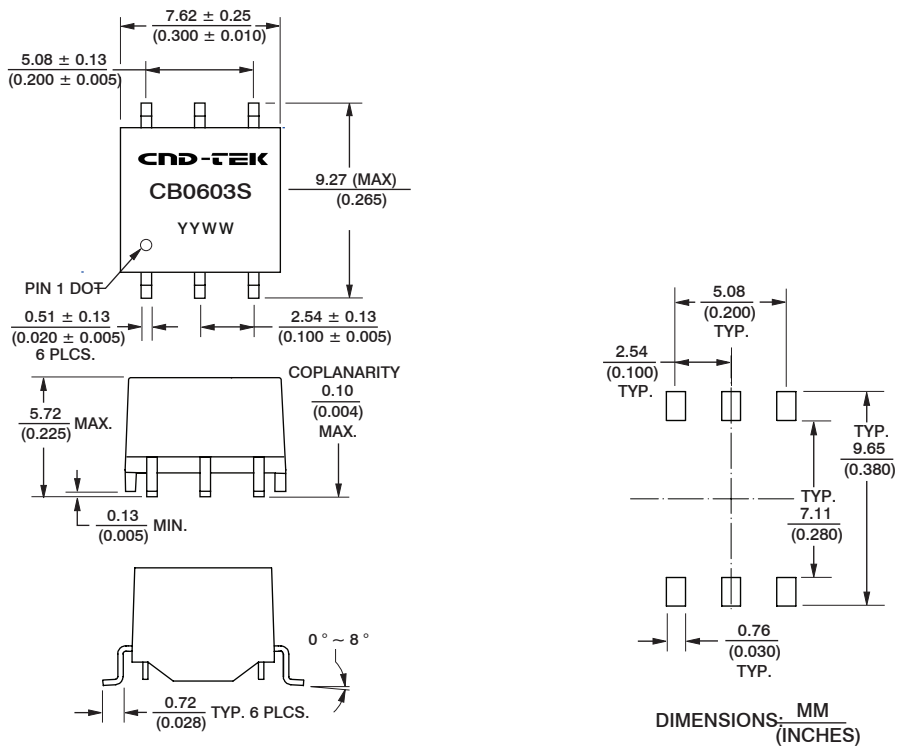 7.62 ± 0.25
(0.300 ± 0.010)
5.08 ± 0.13
(0.200 ± 0.005)
CND-TEK
CB0603S
YYWW
9.27 (MAX)
(0.265)
PIN 1 DOT
0.51 ± 0.13
(0.020 ± 0.005)
6 PLCS.
2.54 ± 0.13
(0.100 ± 0.005)
COPLANARITY
0.10
(0.004)
MAX.
5.72
(0.225)
MAX.
0.13
(0.005)
MIN.
0 ° ~ 8 °
0.72
(0.028)
TYP. 6 PLCS.
5.08
(0.200)
TYP.
2.54
(0.100)
TYP.
TYP.
9.65
(0.380)
TYP.
7.11
(0.280)
0.76
(0.030)
TYP.
DIMENSIONS: MM
(INCHES)